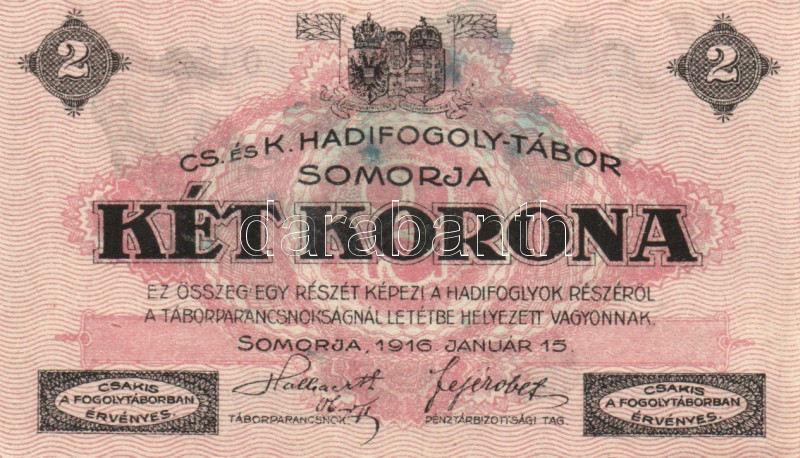 2
2
CS. ÉS K. HADIFOGOLY-TÁBOR
SOMORJA
KÉT KORONA
darabanth
EZ ÖSSZEG EGY RÉSZÉT KÉPEZI A HADIFOGLYOK RÉSZÉRŐL
A TÁBORPARANCSNOKSÁGNÁL LETÉTBE HELYEZETT VAGYONNAK.
SOMORJA, 1916. JANUÁR 15.
CSAKIS
A FOGOLYTÁBORBAN
ÉRVÉNYES.
TÁBORPARANCSNOK.
PÉNZTÁRBIZOTTSÁGI TAG.
CSAKIS
A FOGOLYTÁBORBAN
ÉRVÉNYES.